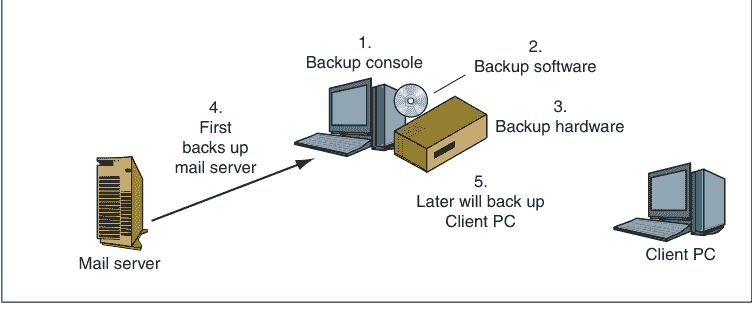 1.
Backup console
2.
Backup software
3.
Backup hardware
4.
First
backs up
mail server
5.
Later will back up
Client PC
Mail server
Client PC